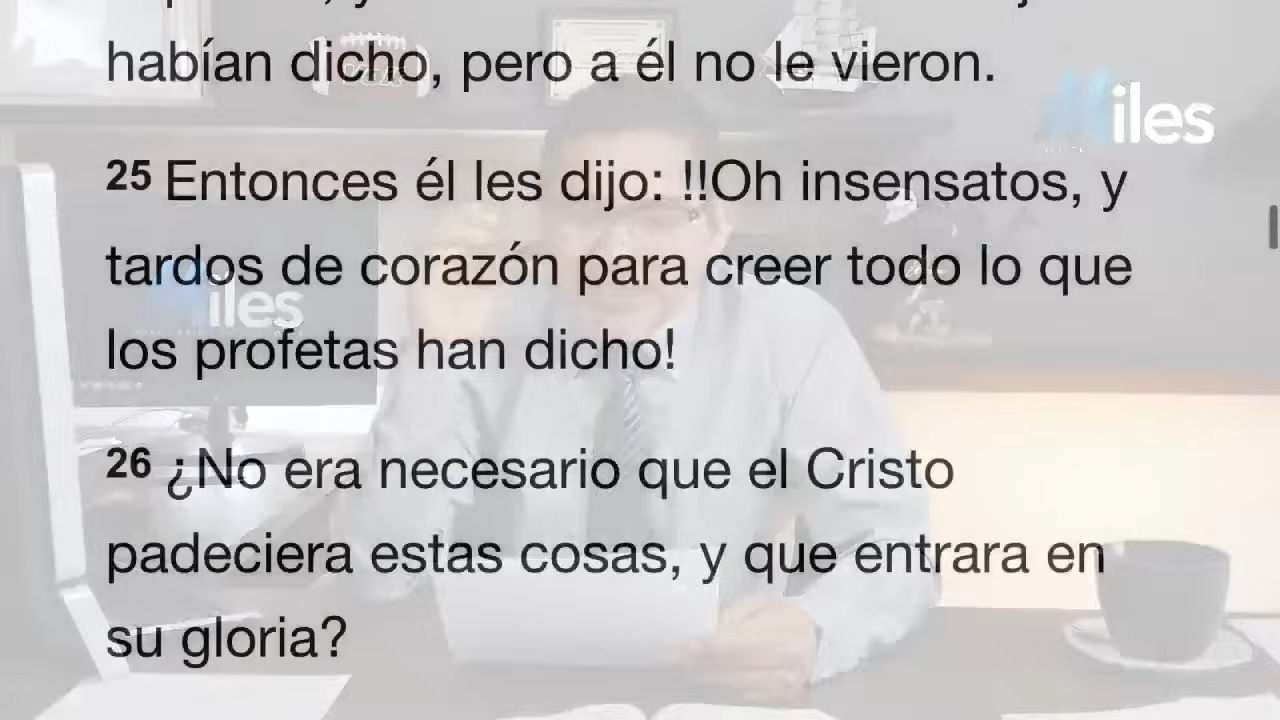 habían dicho, pero a él no le vieron.
iles
25 Entonces él les dijo: !!Oh insensatos, y
tardos de corazón para creer todo lo que
iles
los profetas han dicho!
26 ¿No era necesario que el Cristo
padeciera estas cosas, y que entrara en
su gloria?